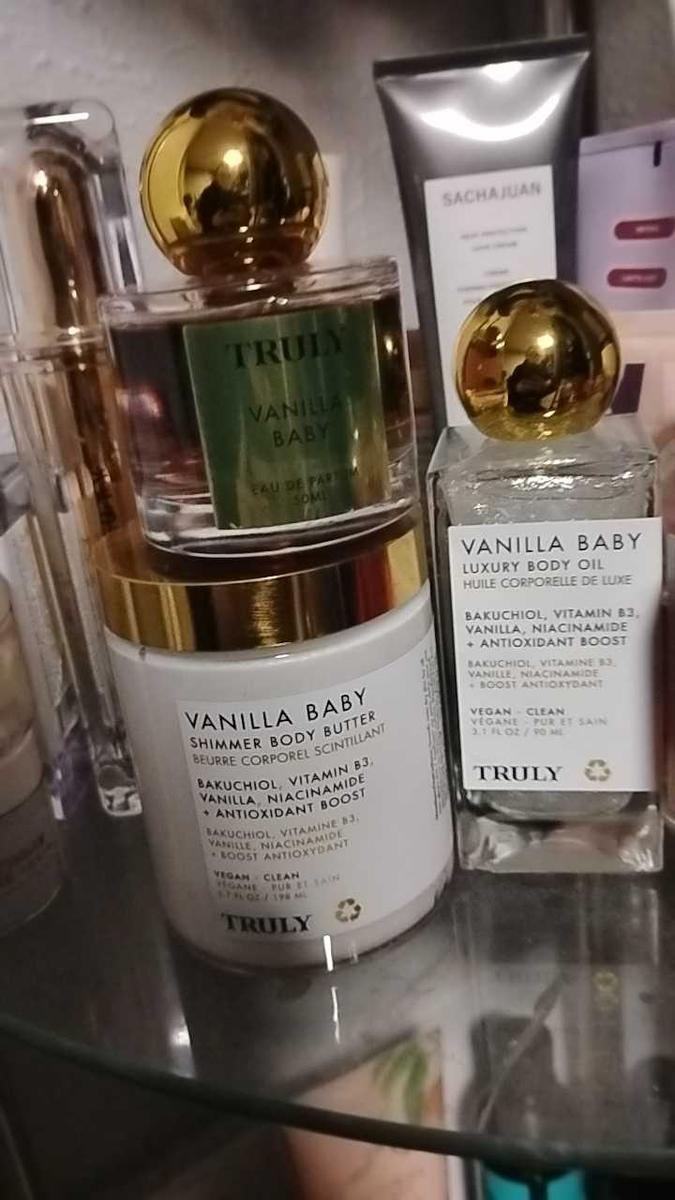 SACHAJUAN
TRULY
VANILLA
BABY
EAU DE PARFUM
50ML
VANILLA BABY
SHIMMER BODY BUTTER
BEURRE CORPOREL SCINTILLANT
BAKUCHIOL, VITAMIN B3,
VANILLA, NIACINAMIDE
+ ANTIOXIDANT BOOST
BAKUCHIOL, VITAMINE B3,
VANILLE, NIACINAMIDE
+ BOOST ANTIOXYDANT
VEGAN - CLEAN
VÉGANE - PUR ET SAIN
TRULY
VANILLA BABY
LUXURY BODY OIL
HUILE CORPORELLE DE LUXE
BAKUCHIOL, VITAMIN B3,
VANILLA, NIACINAMIDE
+ ANTIOXIDANT BOOST
BAKUCHIOL, VITAMINE B3,
VANILLE, NIACINAMIDE
+ BOOST ANTIOXYDANT
VEGAN - CLEAN
VÉGANE - PUR ET SAIN
3.1 FL OZ / 90 ML
TRULY